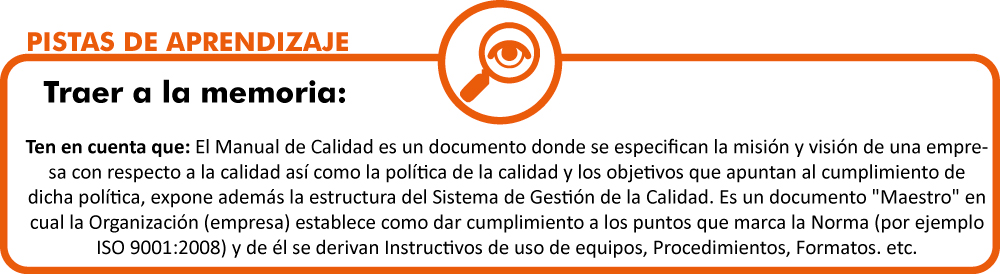 PISTAS DE APRENDIZAJE
Traer a la memoria:
Ten en cuenta que: El Manual de Calidad es un documento donde se especifican la misión y visión de una empre-
sa con respecto a la calidad así como la política de la calidad y los objetivos que apuntan al cumplimiento de
dicha política, expone además la estructura del Sistema de Gestión de la Calidad. Es un documento "Maestro" en
cual la Organización (empresa) establece como dar cumplimiento a los puntos que marca la Norma (por ejemplo
ISO 9001:2008) y de él se derivan Instructivos de uso de equipos, Procedimientos, Formatos. etc.